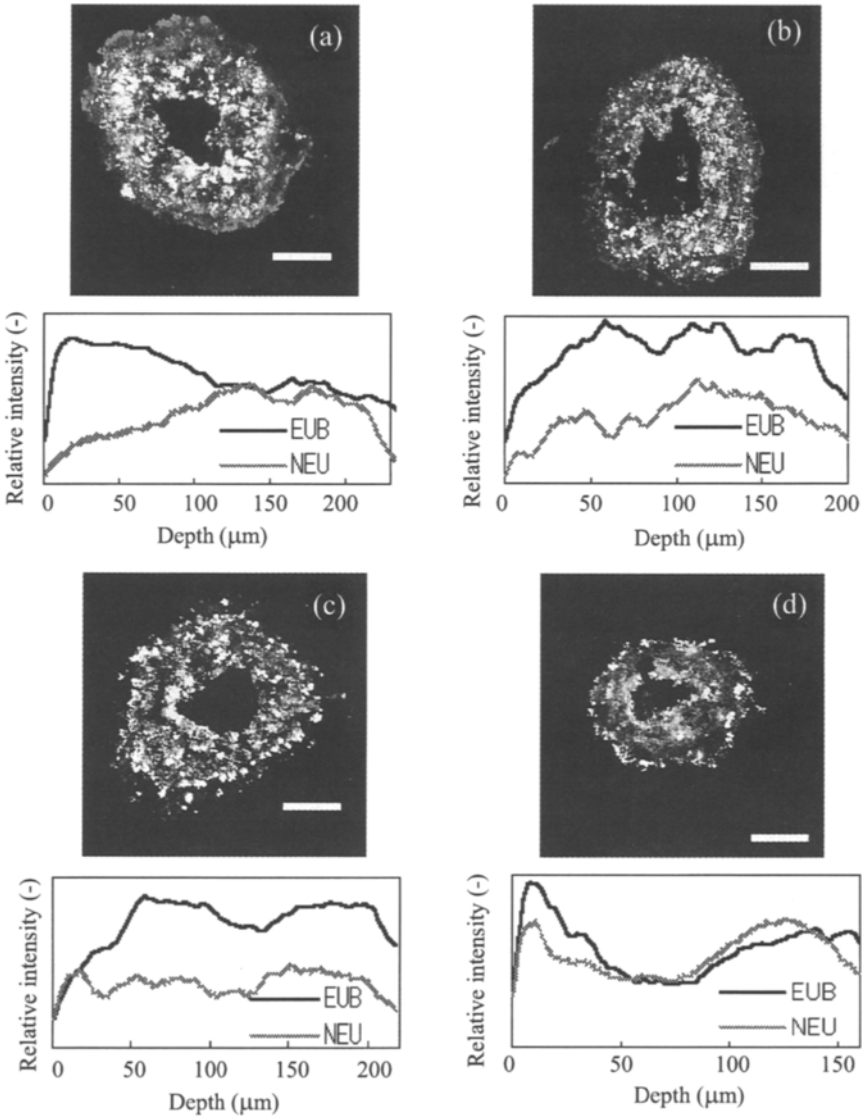 (a)
(b)
Relative intensity (-)
EUB
NEU
0 50 100 150 200
Depth (μm)
Relative intensity (-)
EUB
NEU
0 50 100 150 200
Depth (μm)
(c)
(d)
Relative intensity (-)
EUB
NEU
0 50 100 150 200
Depth (μm)
Relative intensity (-)
EUB
NEU
0 50 100 150
Depth (μm)